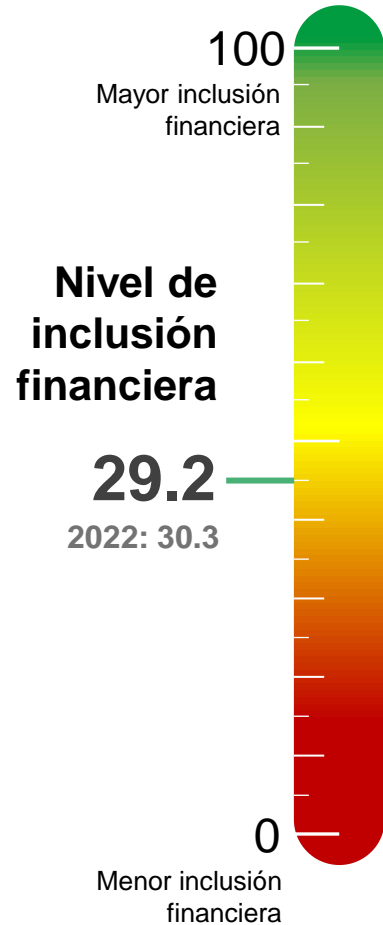 100
Mayor inclusión
financiera
Nivel de
inclusión
financiera
29.2
2022: 30.3
0
Menor inclusión
financiera